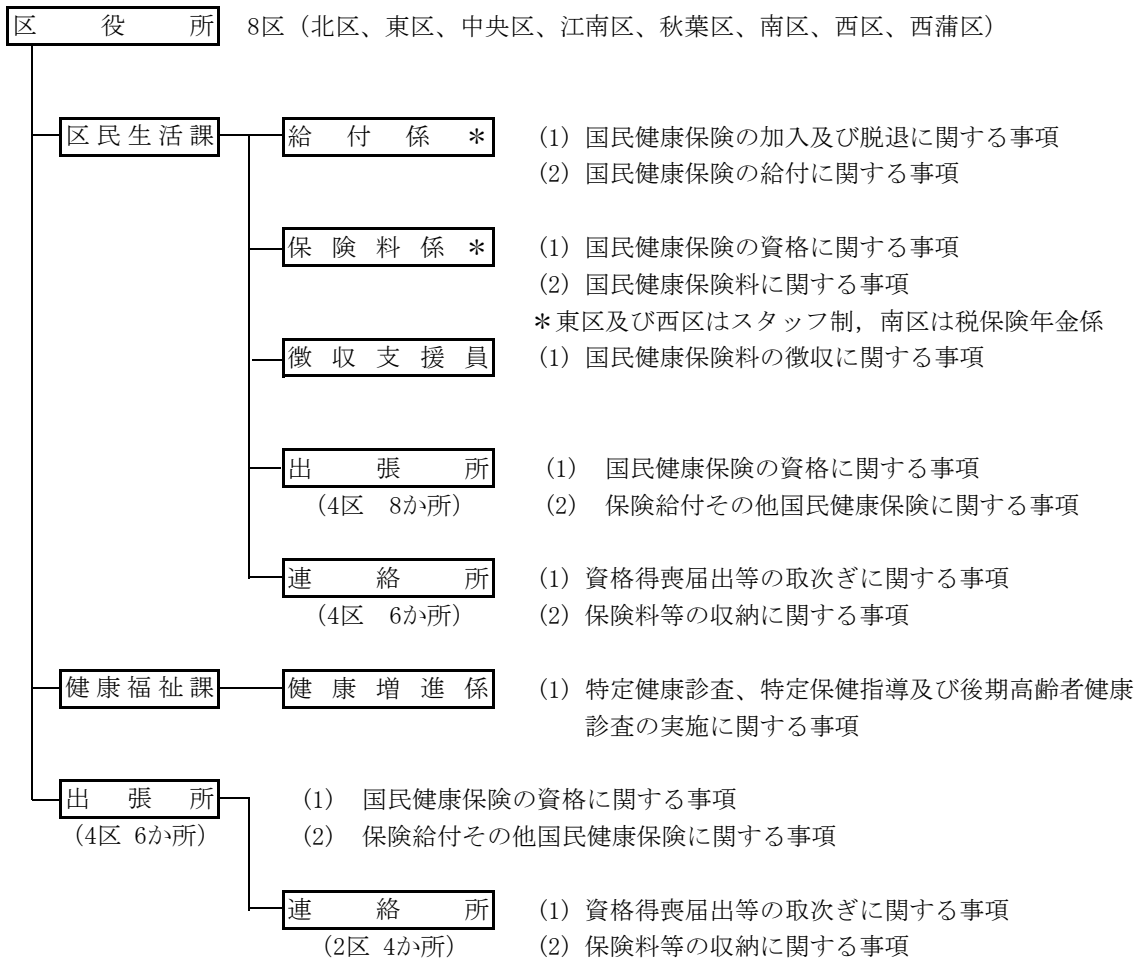 区役所 8区（北区、東区、中央区、江南区、秋葉区、南区、西区、西蒲区）
区民生活課 給付係＊ (1) 国民健康保険の加入及び脱退に関する事項
(2) 国民健康保険の給付に関する事項
保険料係＊ (1) 国民健康保険の資格に関する事項
(2) 国民健康保険料に関する事項
＊東区及び西区はスタッフ制，南区は税保険年金係
徴収支援員 (1) 国民健康保険料の徴収に関する事項
出張所 (1) 国民健康保険の資格に関する事項
(4区 8か所) (2) 保険給付その他国民健康保険に関する事項
連絡所 (1) 資格得喪届出等の取次ぎに関する事項
(4区 6か所) (2) 保険料等の収納に関する事項
健康福祉課 健康増進係 (1) 特定健康診査、特定保健指導及び後期高齢者健康
診査の実施に関する事項
出張所 (1) 国民健康保険の資格に関する事項
(4区 6か所) (2) 保険給付その他国民健康保険に関する事項
連絡所 (1) 資格得喪届出等の取次ぎに関する事項
(2区 4か所) (2) 保険料等の収納に関する事項